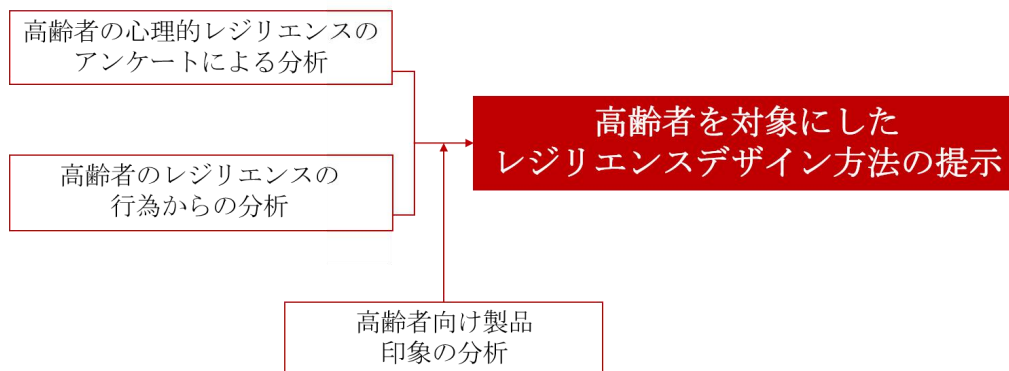 高齢者の心理的レジリエンスの
アンケートによる分析
高齢者のレジリエンスの
行為からの分析
高齢者を対象にした
レジリエンスデザイン方法の提示
高齢者向け製品
印象の分析